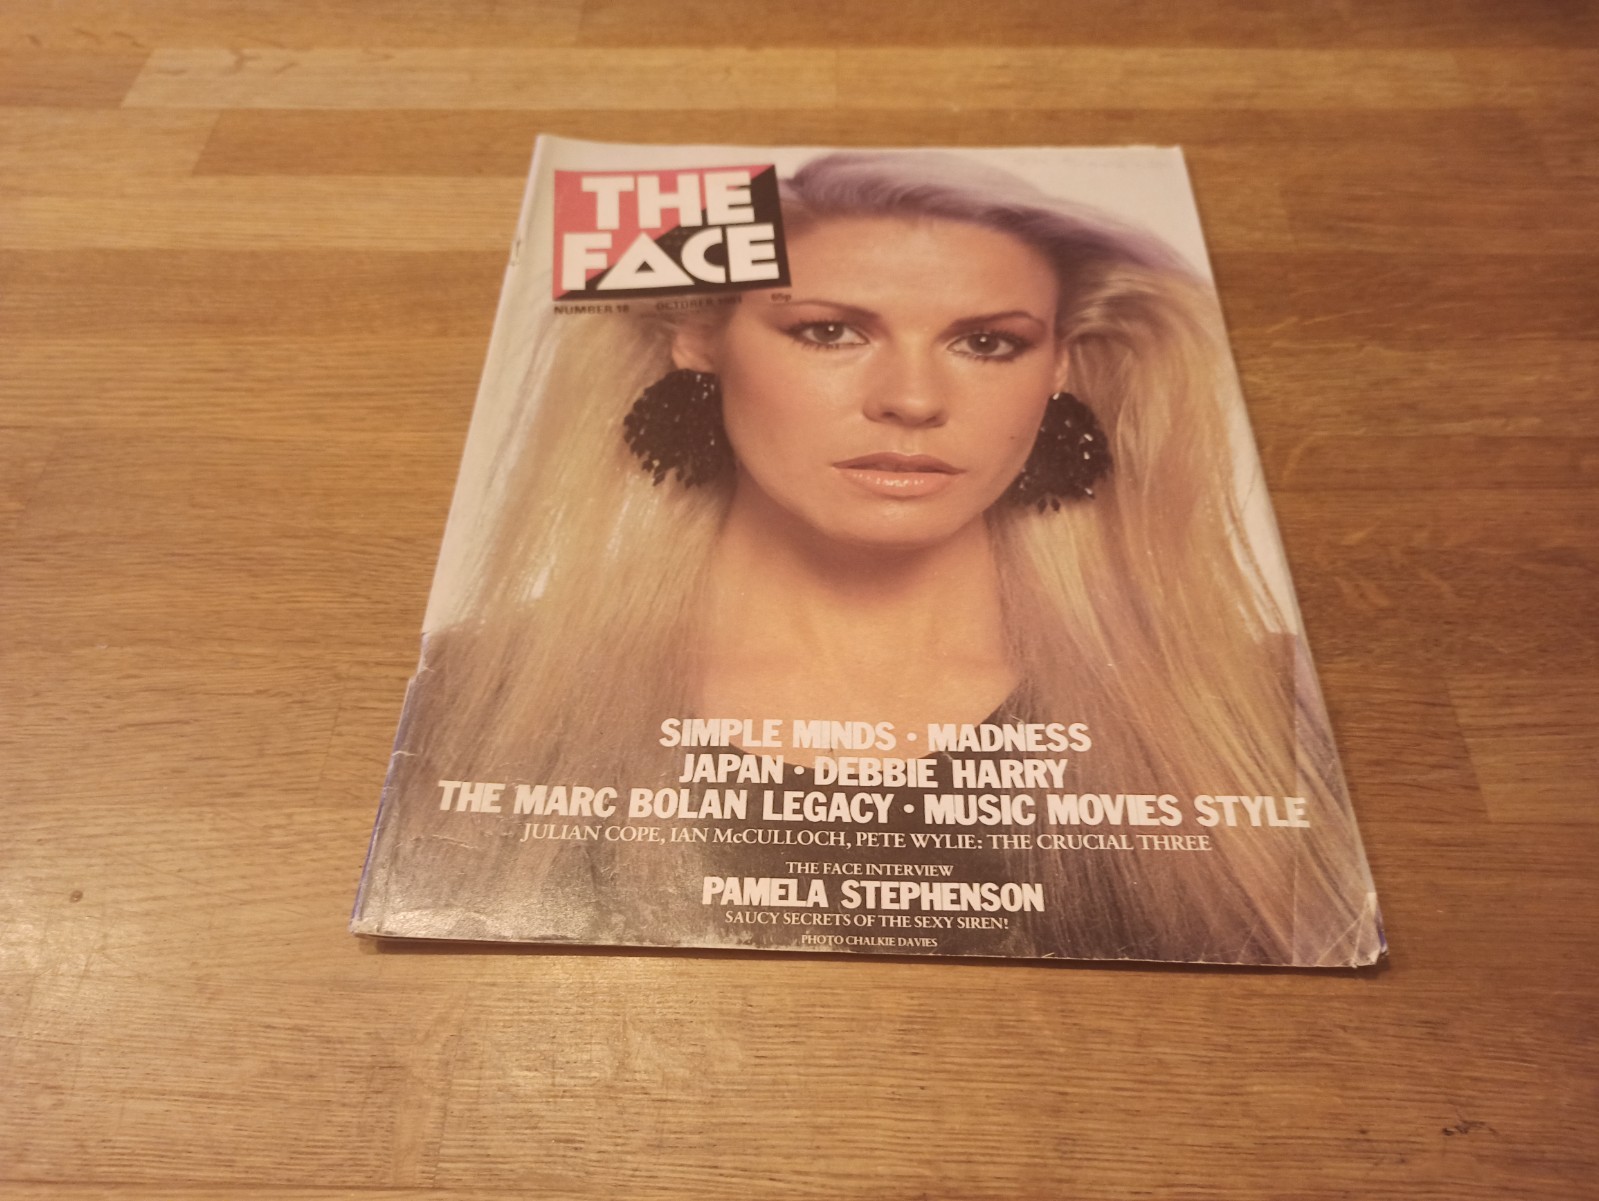 THE
FACE
NUMBER 18 OCTOBER 1981 65p
SIMPLE MINDS • MADNESS
JAPAN • DEBBIE HARRY
THE MARC BOLAN LEGACY • MUSIC MOVIES STYLE
JULIAN COPE, IAN McCULLOCH, PETE WYLIE: THE CRUCIAL THREE
THE FACE INTERVIEW
PAMELA STEPHENSON
SAUCY SECRETS OF THE SEXY SIREN!
PHOTO CHALKIE DAVIES